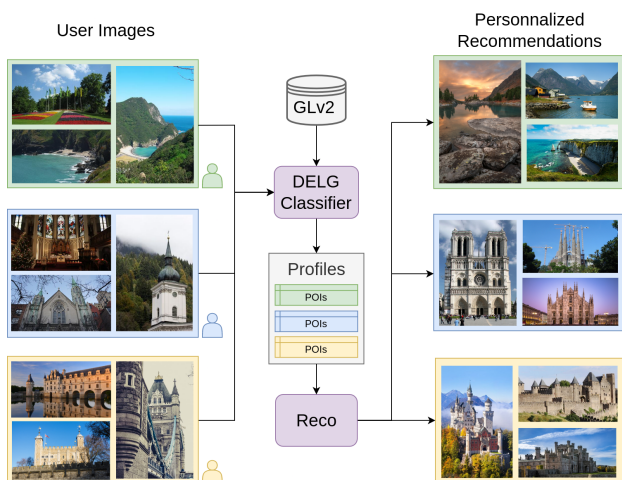 User Images
Personnalized
Recommendations
GLv2
DELG
Classifier
Profiles
POIs
POIs
POIs
Reco